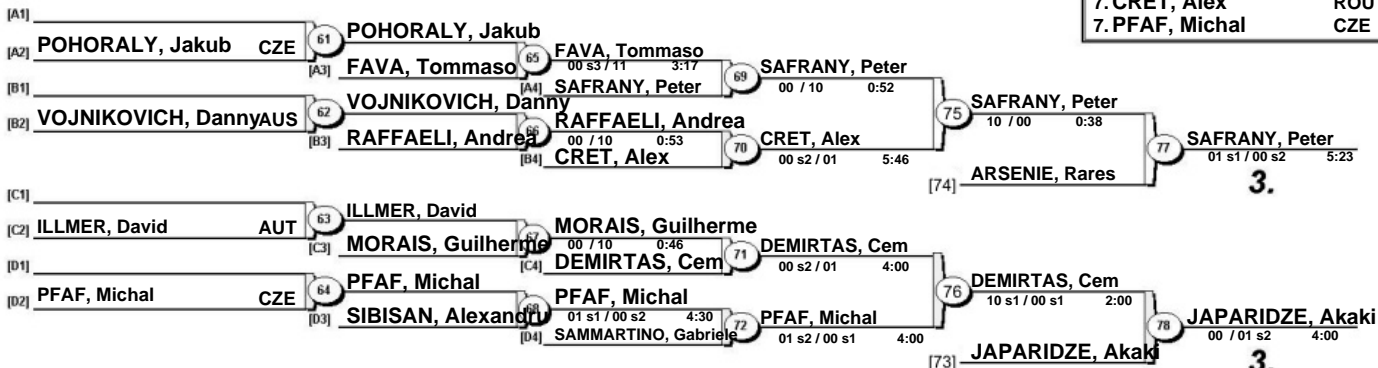 7. CRET, Alex ROU
7. PFAF, Michal CZE
[A1]
[A2] POHORALY, Jakub CZE
61
POHORALY, Jakub
[A3] FAVA, Tommaso
65
FAVA, Tommaso
00 s3 / 11 3:17
[A4] SAFRANY, Peter
69
SAFRANY, Peter
00 / 10 0:52
[B1]
[B2] VOJNIKOVICH, Danny AUS
62
VOJNIKOVICH, Danny
[B3] RAFFAELI, Andrea
66
RAFFAELI, Andrea
00 / 10 0:53
[B4] CRET, Alex
70
CRET, Alex
00 s2 / 01 5:46
75
SAFRANY, Peter
10 / 00 0:38
[74] ARSENIE, Rares
77
SAFRANY, Peter
01 s1 / 00 s2 5:23
3.
[C1]
[C2] ILLMER, David AUT
63
ILLMER, David
[C3] MORAIS, Guilherme
67
MORAIS, Guilherme
00 / 10 0:46
[C4] DEMIRTAS, Cem
71
DEMIRTAS, Cem
00 s2 / 01 4:00
[D1]
[D2] PFAF, Michal CZE
64
PFAF, Michal
[D3] SIBISAN, Alexandru
68
PFAF, Michal
01 s1 / 00 s2 4:30
[D4] SAMMARTINO, Gabriele
72
PFAF, Michal
01 s2 / 00 s1 4:00
76
DEMIRTAS, Cem
10 s1 / 00 s1 2:00
[73] JAPARIDZE, Akaki
78
JAPARIDZE, Akaki
00 / 01 s2 4:00
3.